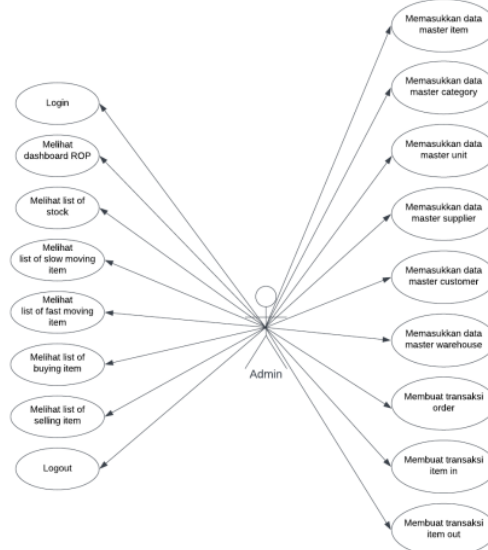 Login
Melihat
dashboard ROP
Melihat list of
stock
Melihat
list of slow moving
item
Melihat
list of fast moving
item
Melihat list of
buying item
Melihat list of
selling item
Logout
Admin
Memasukkan data
master item
Memasukkan data
master category
Memasukkan data
master unit
Memasukkan data
master supplier
Memasukkan data
master customer
Memasukkan data
master warehouse
Membuat transaksi
order
Membuat transaksi
item in
Membuat transaksi
item out